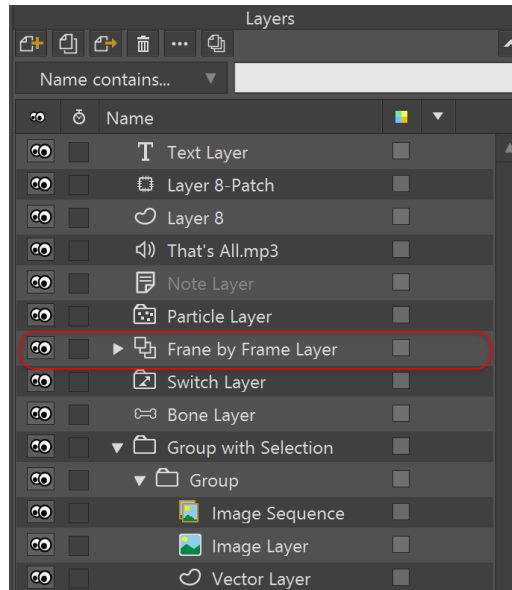 Layers
Name contains...
Name
Text Layer
Layer 8-Patch
Layer 8
That's All.mp3
Note Layer
Particle Layer
Frane by Frame Layer
Switch Layer
Bone Layer
Group with Selection
Group
Image Sequence
Image Layer
Vector Layer